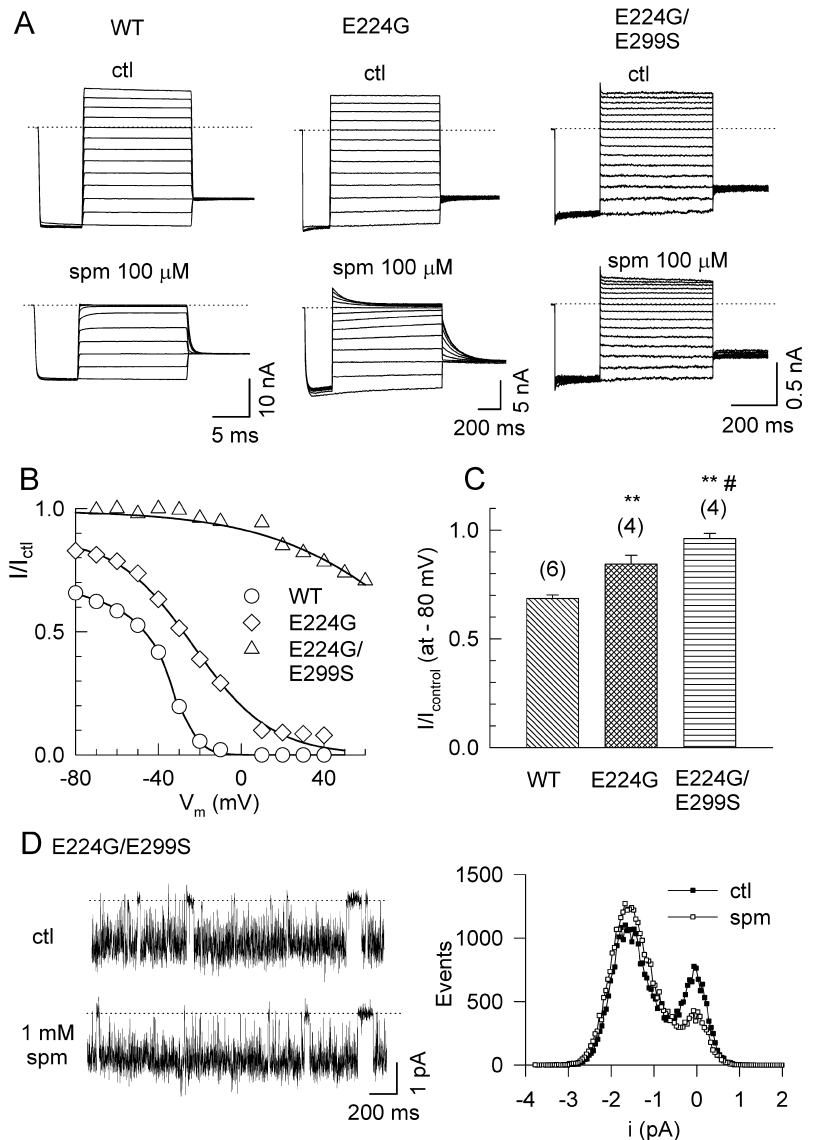 A
WT
E224G
E224G/
E299S
ctl
ctl
ctl
spm 100 μM
spm 100 μM
spm 100 μM
10 nA
5 ms
5 nA
200 ms
0.5 nA
200 ms
B
I/Ictl
1.0
0.5
0.0
-80
-40
0
40
Vm (mV)
WT
E224G
E224G/
E299S
C
I/Icontrol (at - 80 mV)
1.0
0.5
0.0
(6)
**
(4)
** #
(4)
WT
E224G
E224G/
E299S
D
E224G/E299S
ctl
1 mM
spm
1 pA
200 ms
Events
1500
1000
500
0
-4
-3
-2
-1
0
1
2
i (pA)
ctl
spm